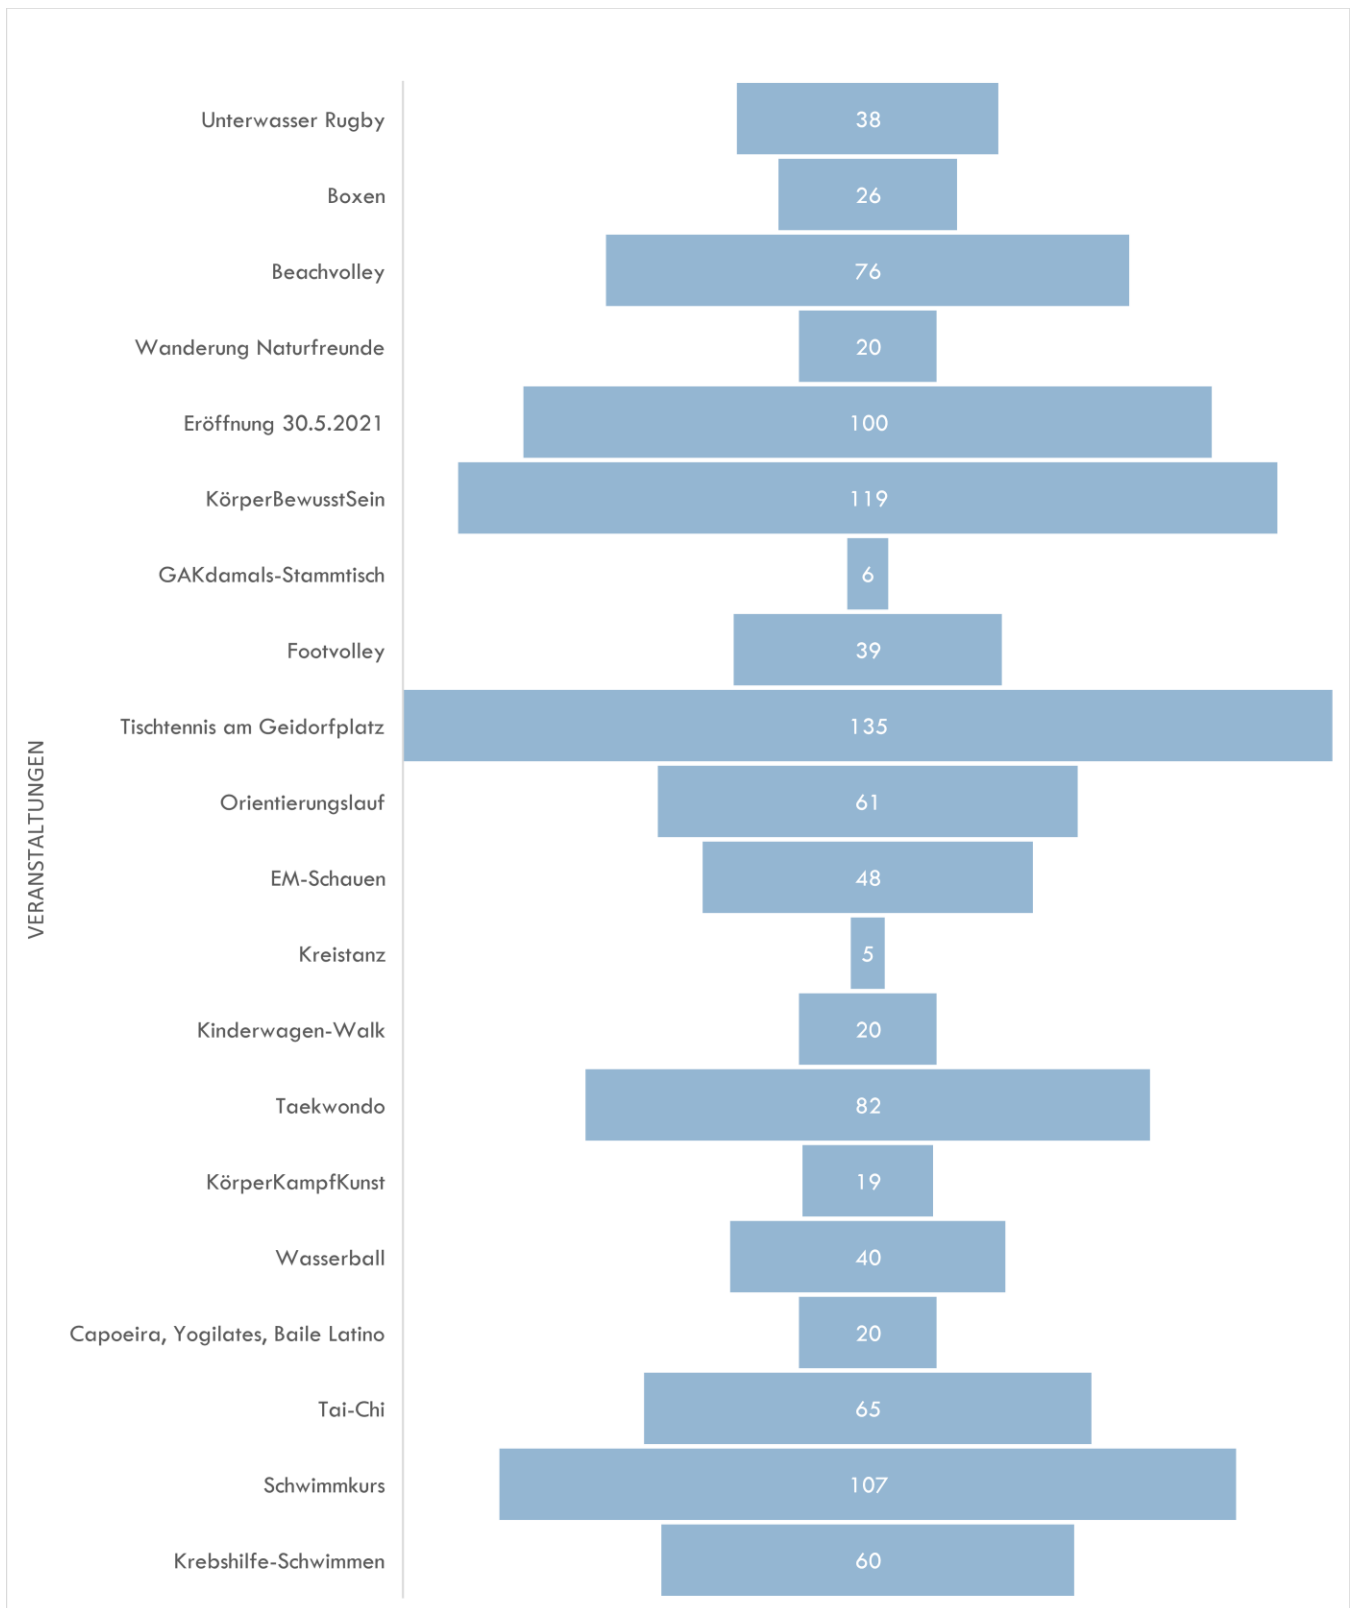 Unterwasser Rugby 38
Boxen 26
Beachvolley 76
Wanderung Naturfreunde 20
Eröffnung 30.5.2021 100
KörperBewusstSein 119
GAKdamals-Stammtisch 6
Footvolley 39
Tischtennis am Geidorfplatz 135
Orientierungslauf 61
EM-Schauen 48
Kreistanz 5
Kinderwagen-Walk 20
Taekwondo 82
KörperKampfKunst 19
Wasserball 40
Capoeira, Yogilates, Baile Latino 20
Tai-Chi 65
Schwimmkurs 107
Krebshilfe-Schwimmen 60
VERANSTALTUNGEN